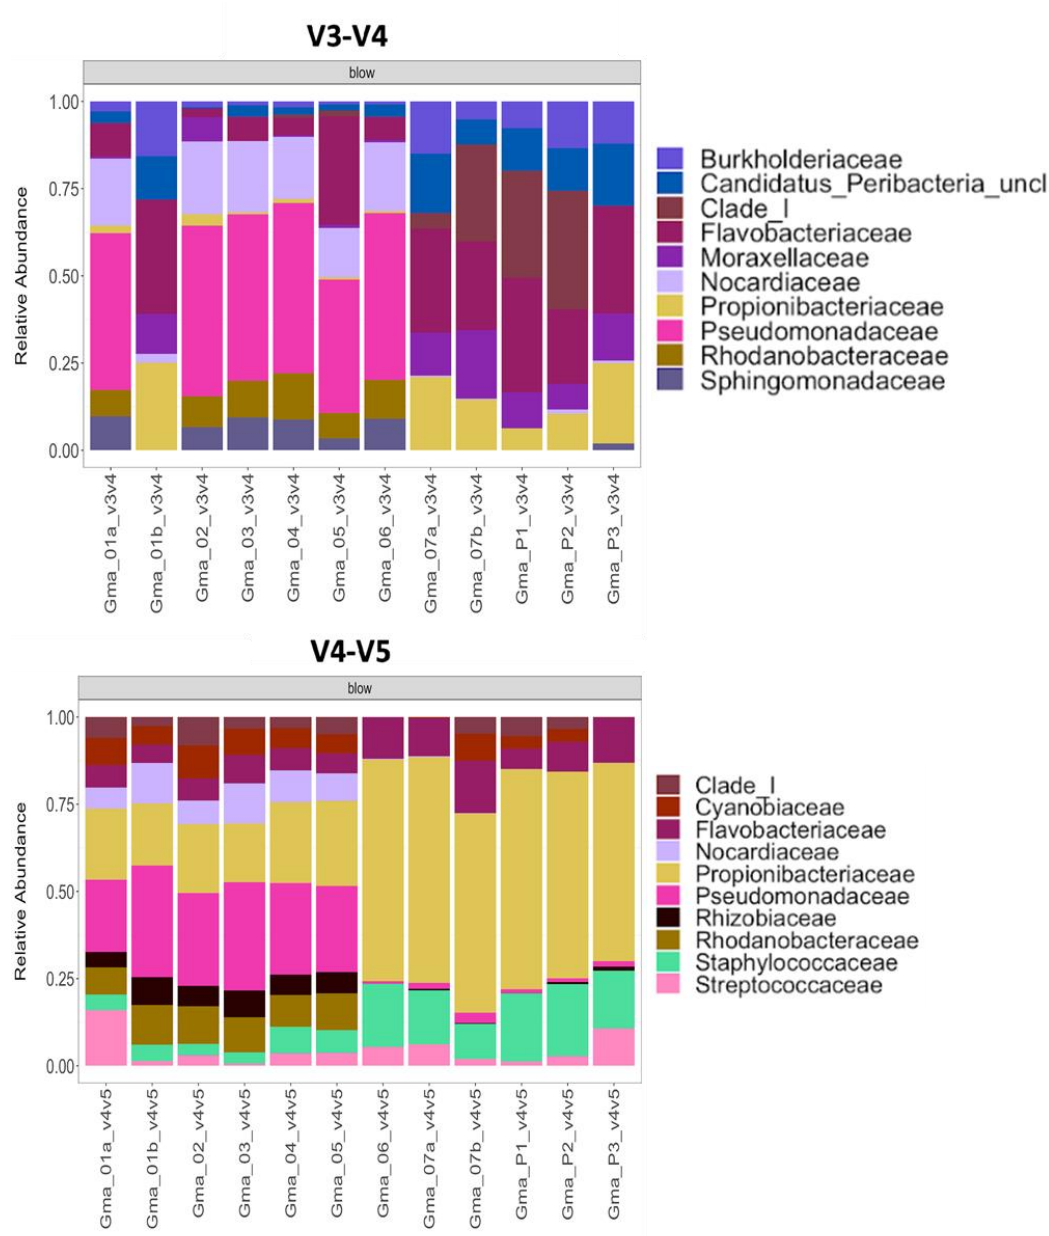 V3-V4
blow
Relative Abundance
1.00
0.75
0.50
0.25
0.00
Gma_01a_v3v4
Gma_01b_v3v4
Gma_02_v3v4
Gma_03_v3v4
Gma_04_v3v4
Gma_05_v3v4
Gma_06_v3v4
Gma_07a_v3v4
Gma_07b_v3v4
Gma_P1_v3v4
Gma_P2_v3v4
Gma_P3_v3v4
Burkholderiaceae
Candidatus_Peribacteria_uncl
Clade_I
Flavobacteriaceae
Moraxellaceae
Nocardiaceae
Propionibacteriaceae
Pseudomonadaceae
Rhodanobacteraceae
Sphingomonadaceae
V4-V5
blow
Relative Abundance
1.00
0.75
0.50
0.25
0.00
Gma_01a_v4v5
Gma_01b_v4v5
Gma_02_v4v5
Gma_03_v4v5
Gma_04_v4v5
Gma_05_v4v5
Gma_06_v4v5
Gma_07a_v4v5
Gma_07b_v4v5
Gma_P1_v4v5
Gma_P2_v4v5
Gma_P3_v4v5
Clade_I
Cyanobiaceae
Flavobacteriaceae
Nocardiaceae
Propionibacteriaceae
Pseudomonadaceae
Rhizobiaceae
Rhodanobacteraceae
Staphylococcaceae
Streptococcaceae